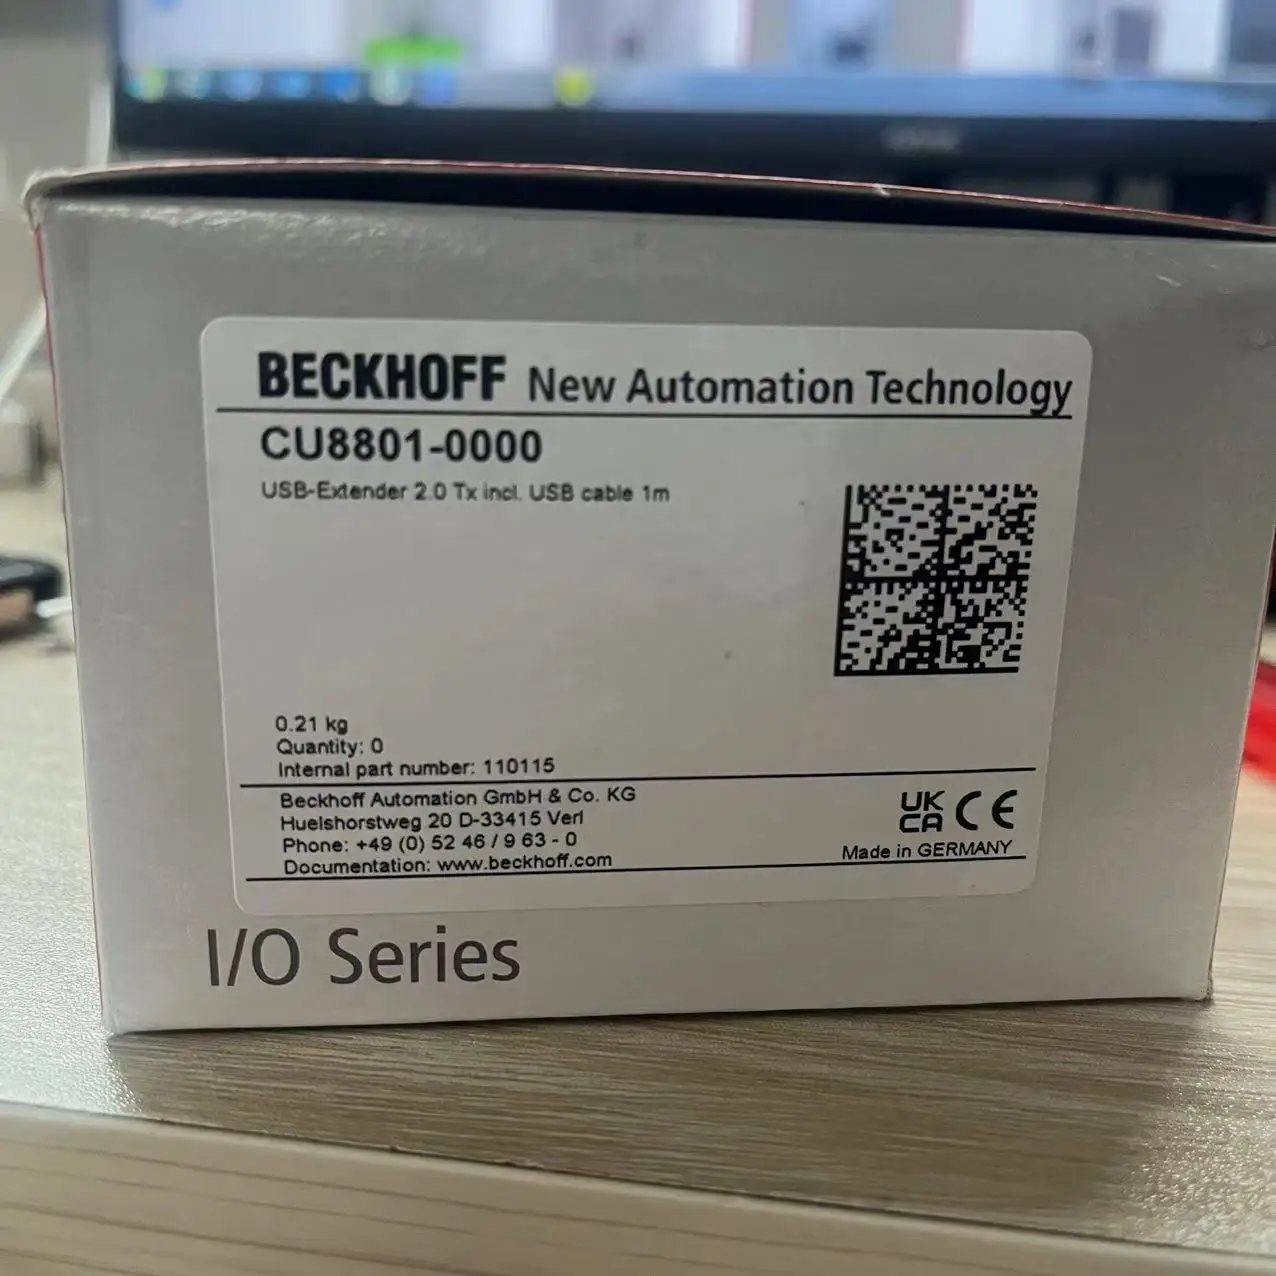 BECKHOFF New Automation Technology
CU8801-0000
USB-Extender 2.0 Tx incl. USB cable 1m
0.21 kg
Quantity: 0
Internal part number: 110115
Beckhoff Automation GmbH & Co. KG
Huelshorstweg 20 D-33415 Verl
Phone: +49 (0) 52 46 / 9 63 - 0
Documentation: www.beckhoff.com
UK
CA CE
Made in GERMANY
I/O Series